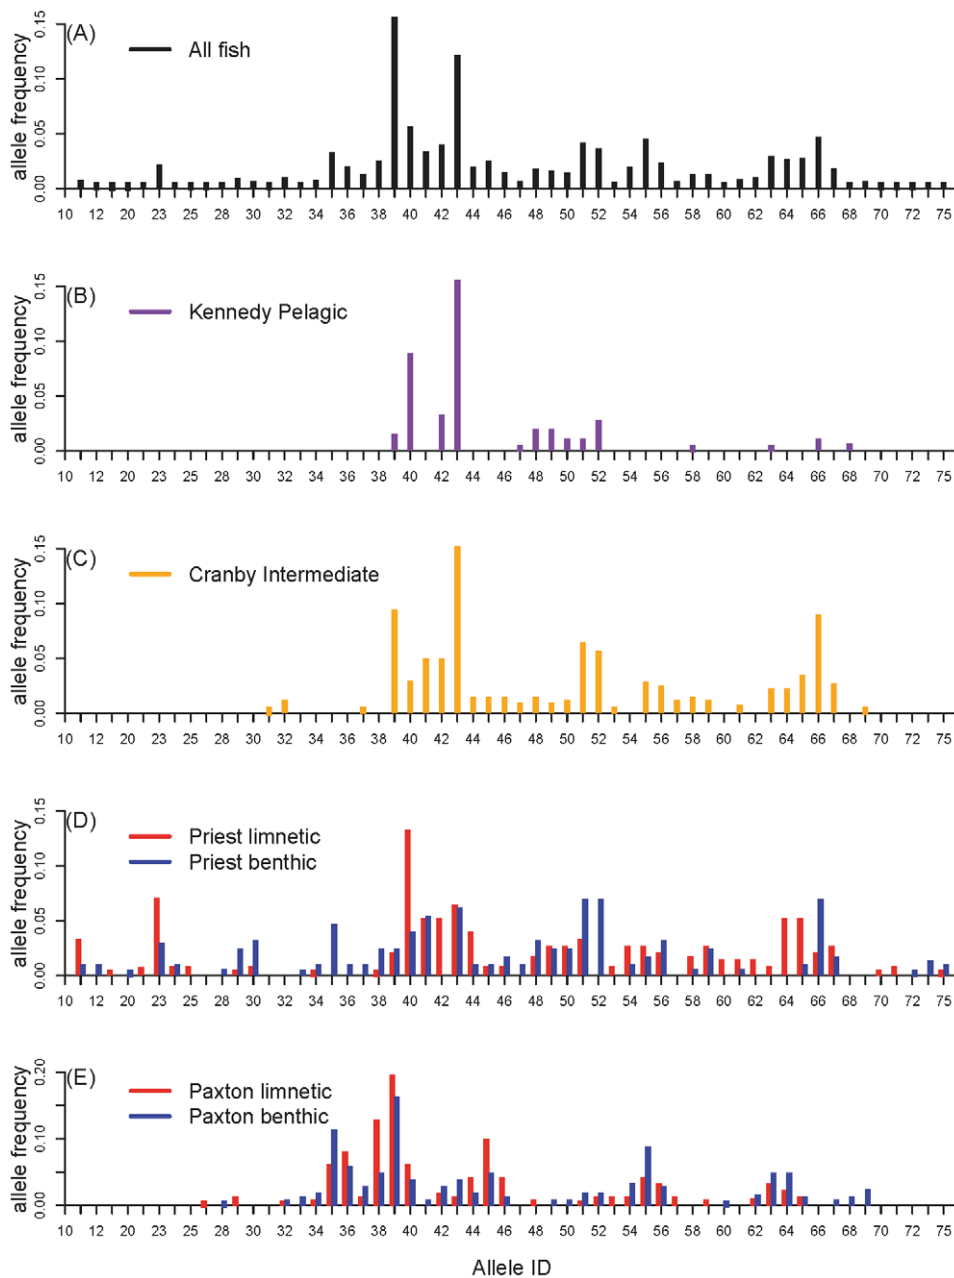 (A)
All fish
allele frequency
0.15
0.10
0.05
0.00
10 12 20 23 24 28 30 32 34 36 38 40 42 44 46 48 50 52 54 56 58 60 62 64 66 68 70 72 75
(B)
Kennedy Pelagic
allele frequency
0.15
0.10
0.05
0.00
10 12 20 23 24 28 30 32 34 36 38 40 42 44 46 48 50 52 54 56 58 60 62 64 66 68 70 72 75
(C)
Cranby Intermediate
allele frequency
0.15
0.10
0.05
0.00
10 12 20 23 24 28 30 32 34 36 38 40 42 44 46 48 50 52 54 56 58 60 62 64 66 68 70 72 75
(D)
Priest limnetic
Priest benthic
allele frequency
0.15
0.10
0.05
0.00
10 12 20 23 24 28 30 32 34 36 38 40 42 44 46 48 50 52 54 56 58 60 62 64 66 68 70 72 75
(E)
Paxton limnetic
Paxton benthic
allele frequency
0.20
0.10
0.00
10 12 20 23 24 28 30 32 34 36 38 40 42 44 46 48 50 52 54 56 58 60 62 64 66 68 70 72 75
Allele ID